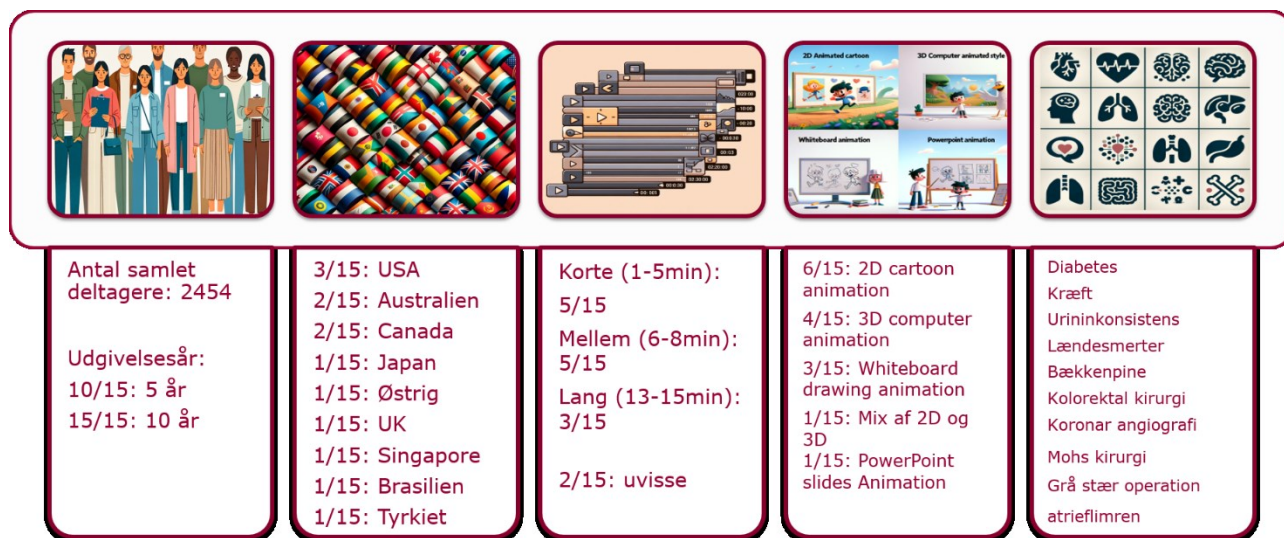 2D Animated cartoon
3D Computer animated style
Whiteboard animation
Powerpoint animation
Antal samlet
deltagere: 2454
Udgivelsesår:
10/15: 5 år
15/15: 10 år
3/15: USA
2/15: Australien
2/15: Canada
1/15: Japan
1/15: Østrig
1/15: UK
1/15: Singapore
1/15: Brasilien
1/15: Tyrkiet
Korte (1-5min):
5/15
Mellem (6-8min):
5/15
Lang (13-15min):
3/15
2/15: uvisse
6/15: 2D cartoon
animation
4/15: 3D computer
animation
3/15: Whiteboard
drawing animation
1/15: Mix af 2D og
3D
1/15: PowerPoint
slides Animation
Diabetes
Kræft
Urininkonsistens
Lændesmerter
Bækkenpine
Kolorektal kirurgi
Koronar angiografi
Mohs kirurgi
Grå stær operation
atrieflimren